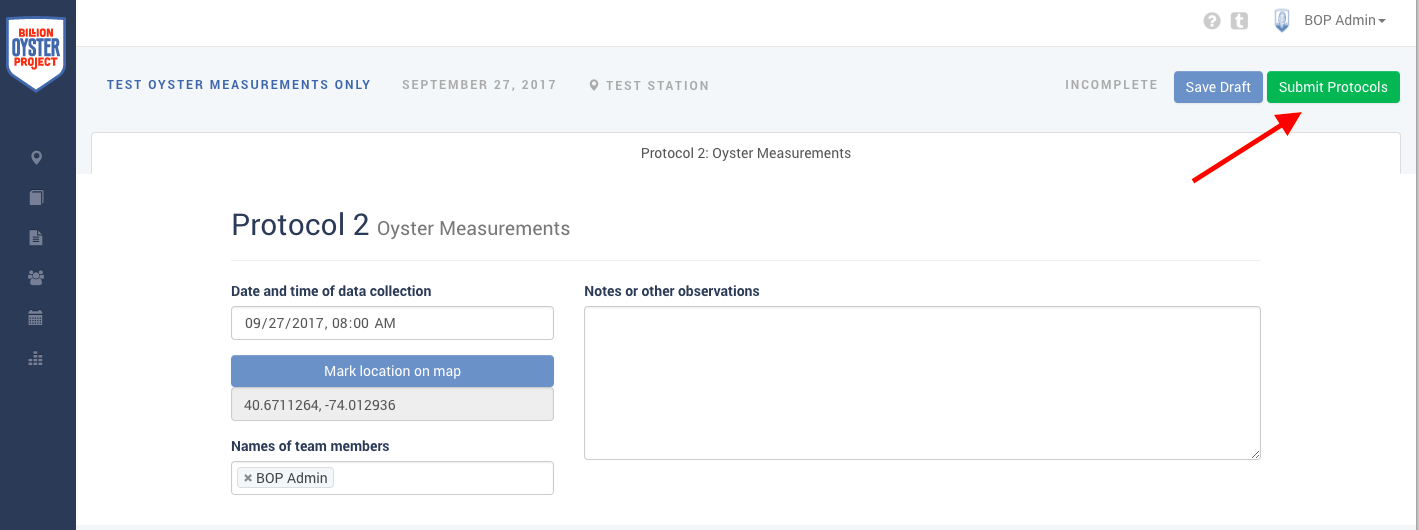 BILLION
OYSTER
PROJECT
? t BOP Admin
TEST OYSTER MEASUREMENTS ONLY SEPTEMBER 27, 2017 TEST STATION INCOMPLETE Save Draft Submit Protocols
Protocol 2: Oyster Measurements
Protocol 2 Oyster Measurements
Date and time of data collection Notes or other observations
09/27/2017, 08:00 AM
Mark location on map
40.6711264, -74.012936
Names of team members
× BOP Admin